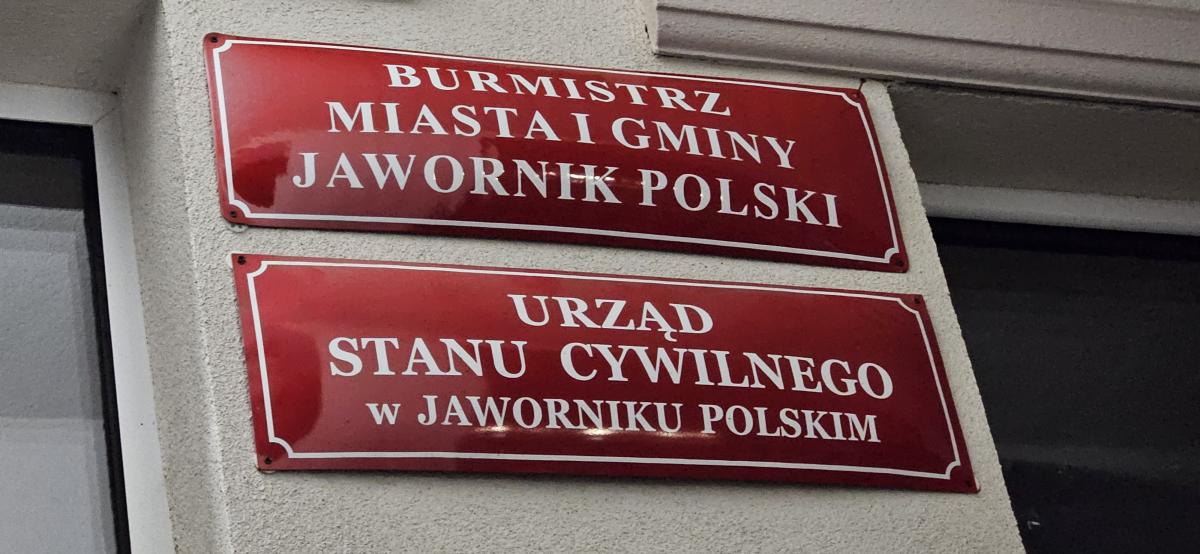 BURMISTRZ
MIASTA I GMINY
JAWORNIK POLSKI
URZĄD
STANU CYWILNEGO
w JAWORNIKU POLSKIM